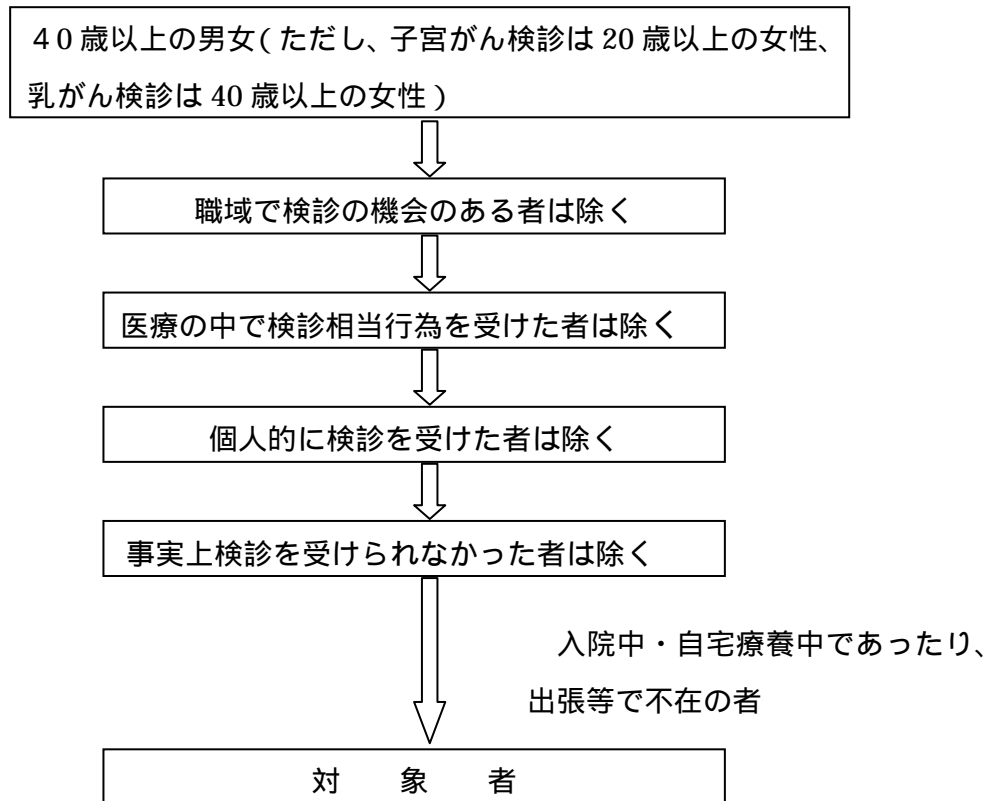 ４0歳以上の男女(ただし、子宮がん検診は20歳以上の女性、
乳がん検診は40歳以上の女性)
職域で検診の機会のある者は除く
医療の中で検診相当行為を受けた者は除く
個人的に検診を受けた者は除く
事実上検診を受けられなかった者は除く
入院中・自宅療養中であったり、
出張等で不在の者
対　象　者